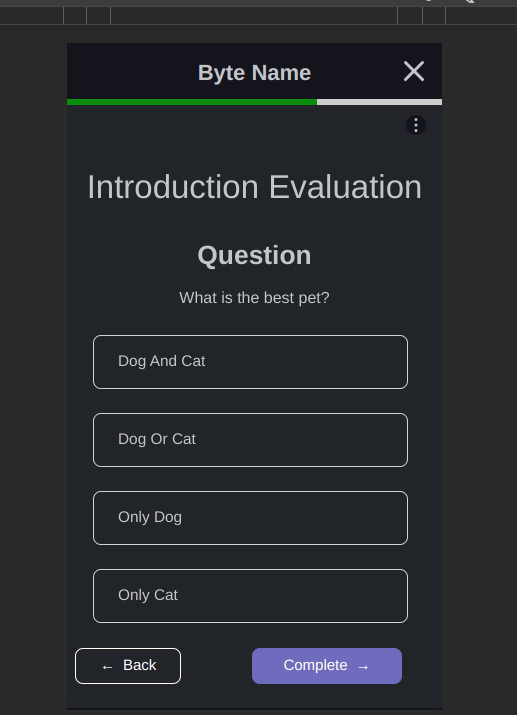 Byte Name
Introduction Evaluation
Question
What is the best pet?
Dog And Cat
Dog Or Cat
Only Dog
Only Cat
← Back
Complete →